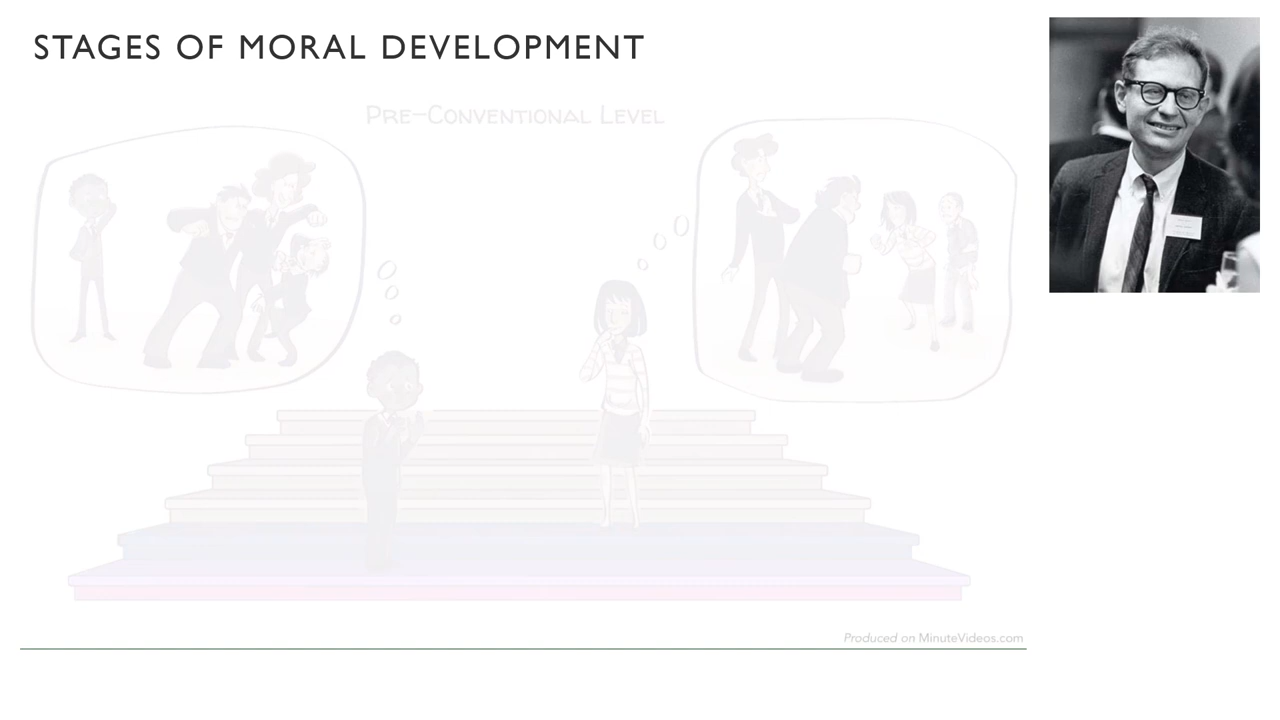 STAGES OF MORAL DEVELOPMENT
Pre-Conventional Level
Produced on MinuteVideos.com